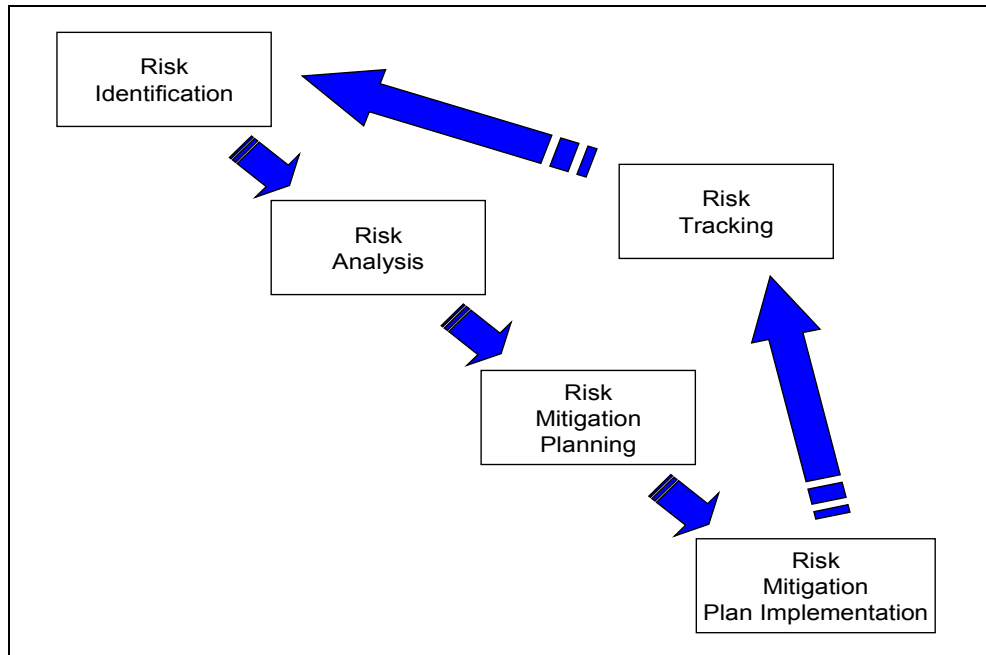 Risk
Identification
Risk
Analysis
Risk
Mitigation
Planning
Risk
Mitigation
Plan Implementation
Risk
Tracking